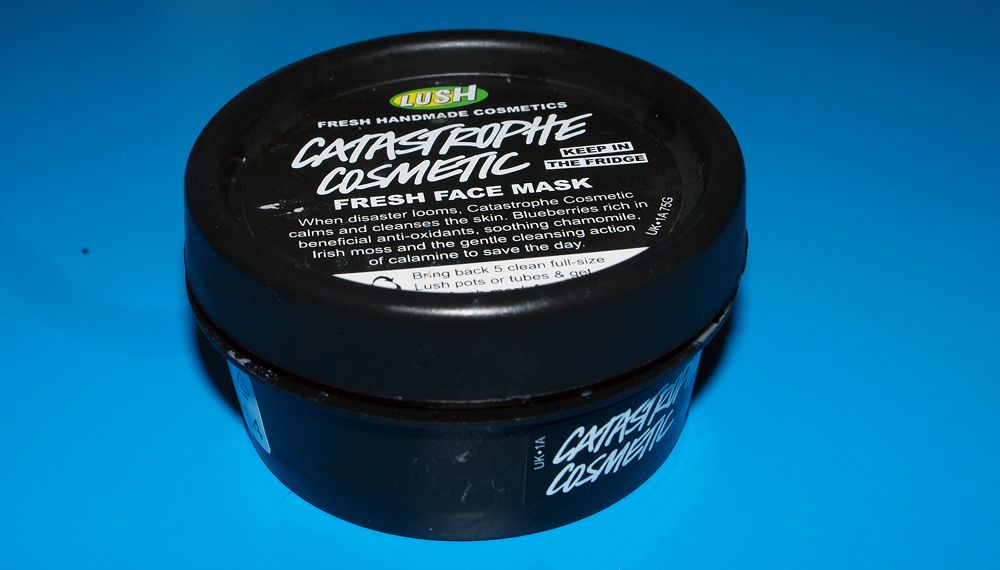 LUSH
FRESH HANDMADE COSMETICS
CATASTROPHE
COSMETIC
KEEP IN
THE FRIDGE
FRESH FACE MASK
When disaster looms, Catastrophe Cosmetic
calms and cleanses the skin. Blueberries rich in
beneficial anti-oxidants, soothing chamomile,
Irish moss and the gentle cleansing action
of calamine to save the day.
UK•1A 75G
Bring back 5 clean full-size
Lush pots or tubes & get
UK•1A
CATASTROP
COSMETIC